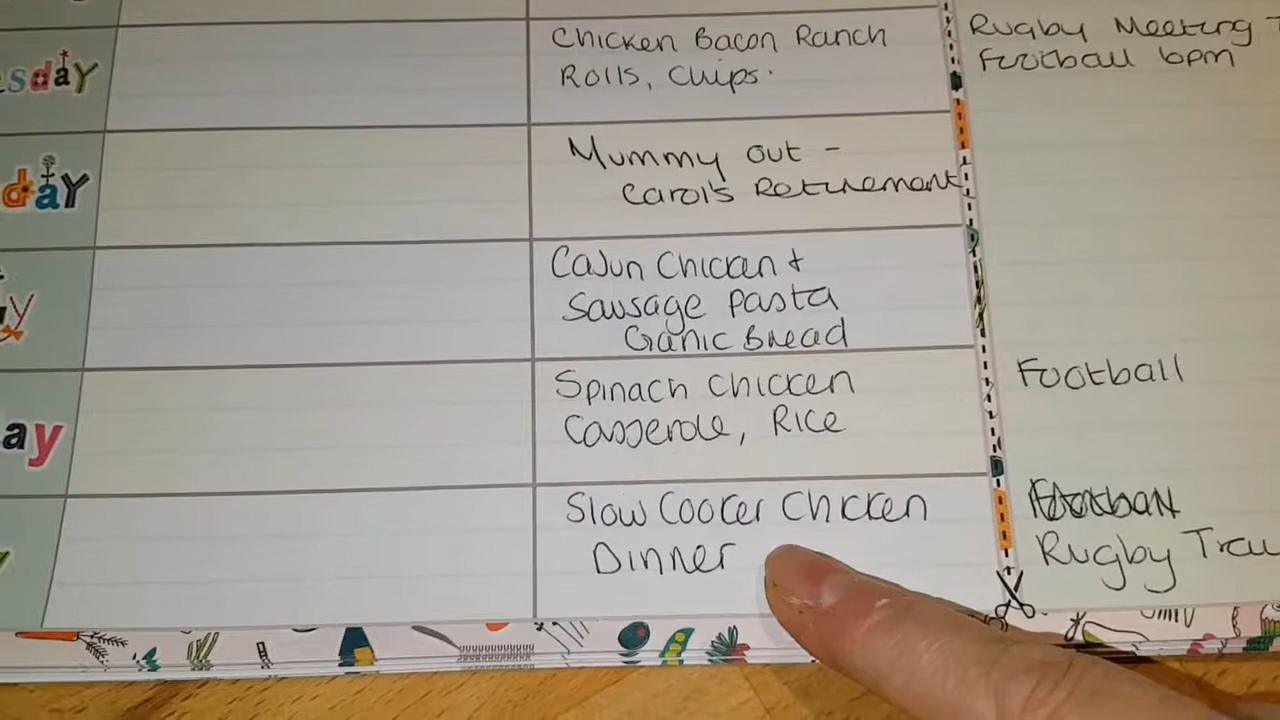 sday
Chicken Bacon Ranch
Rolls, Chips.
Rugby Meeting
Football 6pm
day
Mummy out -
Carol's Retirement
Cajun Chicken +
Sausage Pasta
Garlic Bread
ay
Spinach Chicken
Casserole, Rice
Football
Slow Cooker Chicken
Dinner
Football
Rugby